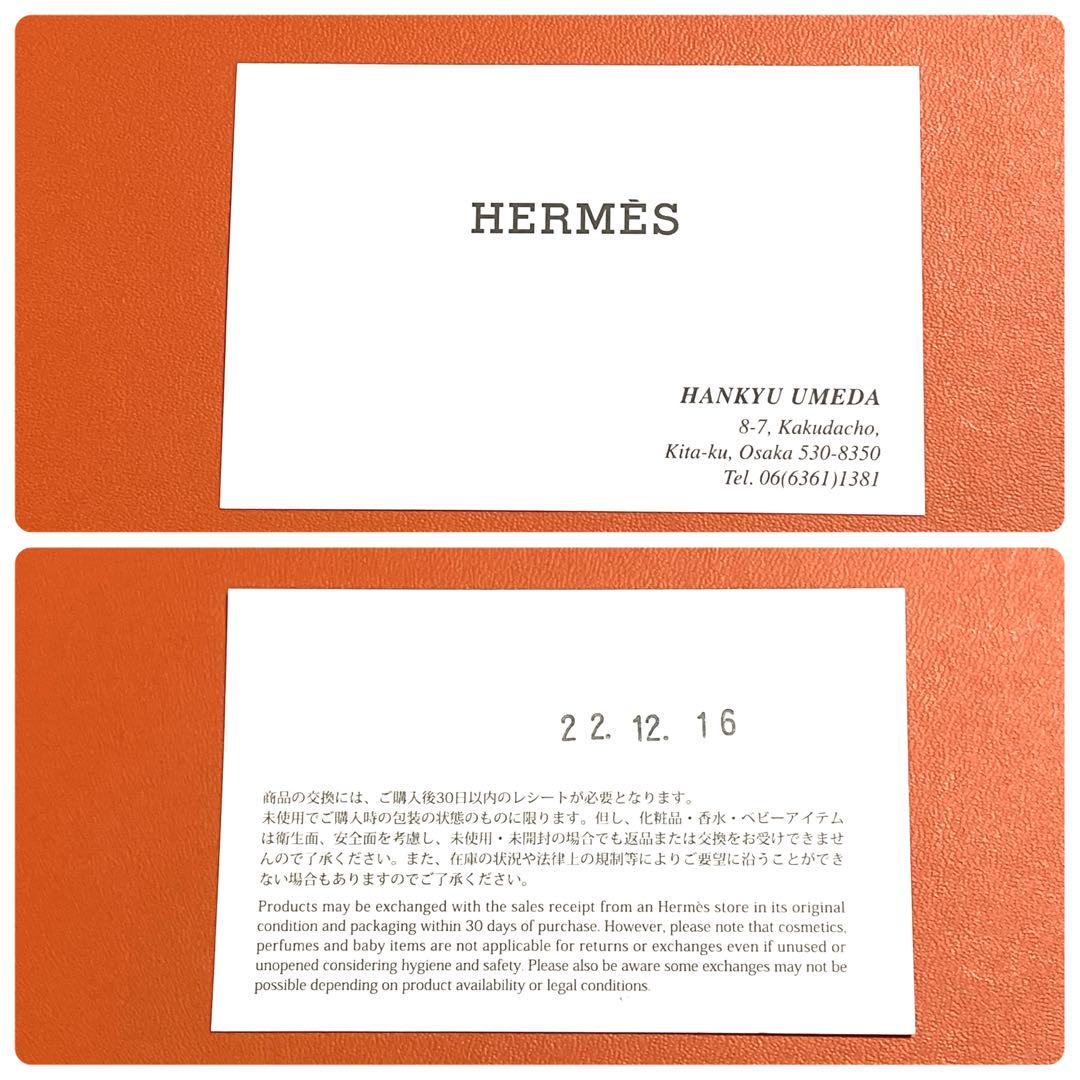 HERMÈS
HANKYU UMEDA
8-7, Kakudacho,
Kita-ku, Osaka 530-8350
Tel. 06(6361)1381
22. 12. 16
商品の交換には、ご購入後30日以内のレシートが必要となります。
未使用でご購入時の包装の状態のものに限ります。但し、化粧品・香水・ベビーアイテム
は衛生面、安全面を考慮し、未使用・未開封の場合でも返品または交換をお受けできませ
んので了承ください。また、在庫の状況や法律上の規制等によりご要望に沿うことができ
ない場合もありますのでご了承ください。
Products may be exchanged with the sales receipt from an Hermès store in its original
condition and packaging within 30 days of purchase. However, please note that cosmetics,
perfumes and baby items are not applicable for returns or exchanges even if unused or
unopened considering hygiene and safety. Please also be aware some exchanges may not be
possible depending on product availability or legal conditions.